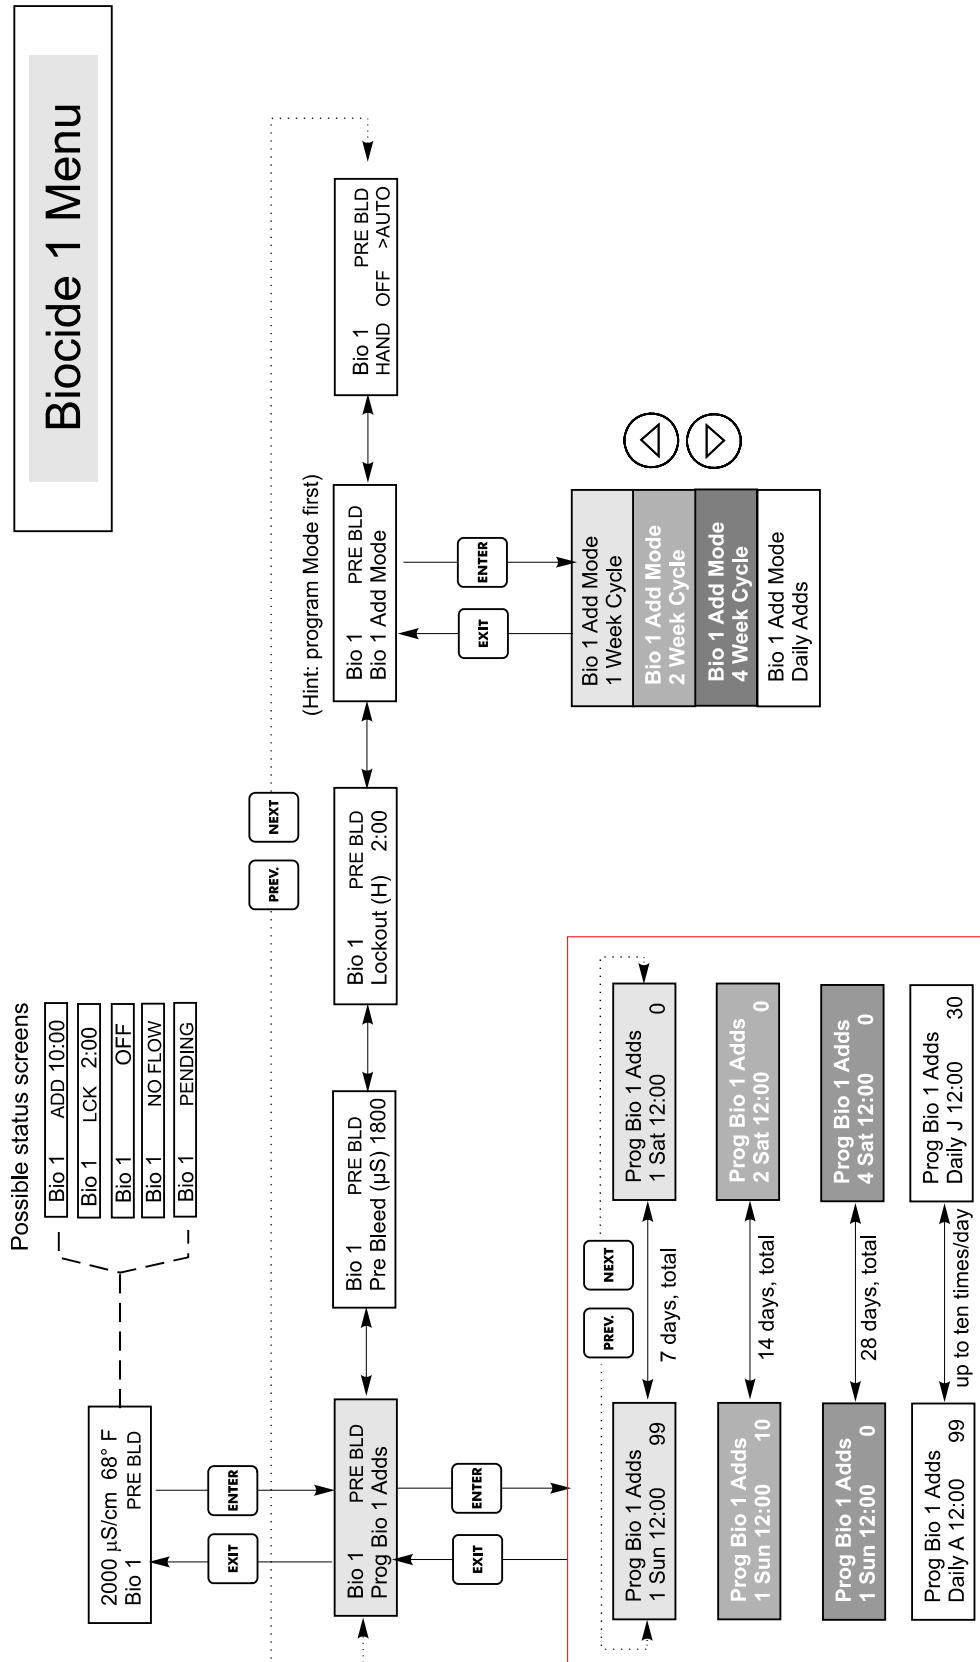 Biocide 1 Menu
Possible status screens
2000 µS/cm 68° F
Bio 1 PRE BLD
Bio 1 ADD 10:00
Bio 1 LCK 2:00
Bio 1 OFF
Bio 1 NO FLOW
Bio 1 PENDING
EXIT
ENTER
PREV.
NEXT
(Hint: program Mode first)
Bio 1 PRE BLD
Prog Bio 1 Adds
Bio 1 PRE BLD
Pre Bleed (µS) 1800
Bio 1 PRE BLD
Lockout (H) 2:00
Bio 1 PRE BLD
Bio 1 Add Mode
Bio 1 PRE BLD
HAND OFF >AUTO
EXIT
ENTER
EXIT
ENTER
Bio 1 Add Mode
1 Week Cycle
Bio 1 Add Mode
2 Week Cycle
Bio 1 Add Mode
4 Week Cycle
Bio 1 Add Mode
Daily Adds
PREV.
NEXT
Prog Bio 1 Adds
1 Sun 12:00 99
7 days, total
Prog Bio 1 Adds
1 Sat 12:00 0
Prog Bio 1 Adds
1 Sun 12:00 10
14 days, total
Prog Bio 1 Adds
2 Sat 12:00 0
Prog Bio 1 Adds
1 Sun 12:00 0
28 days, total
Prog Bio 1 Adds
4 Sat 12:00 0
Prog Bio 1 Adds
Daily A 12:00 99
up to ten times/day
Prog Bio 1 Adds
Daily J 12:00 30